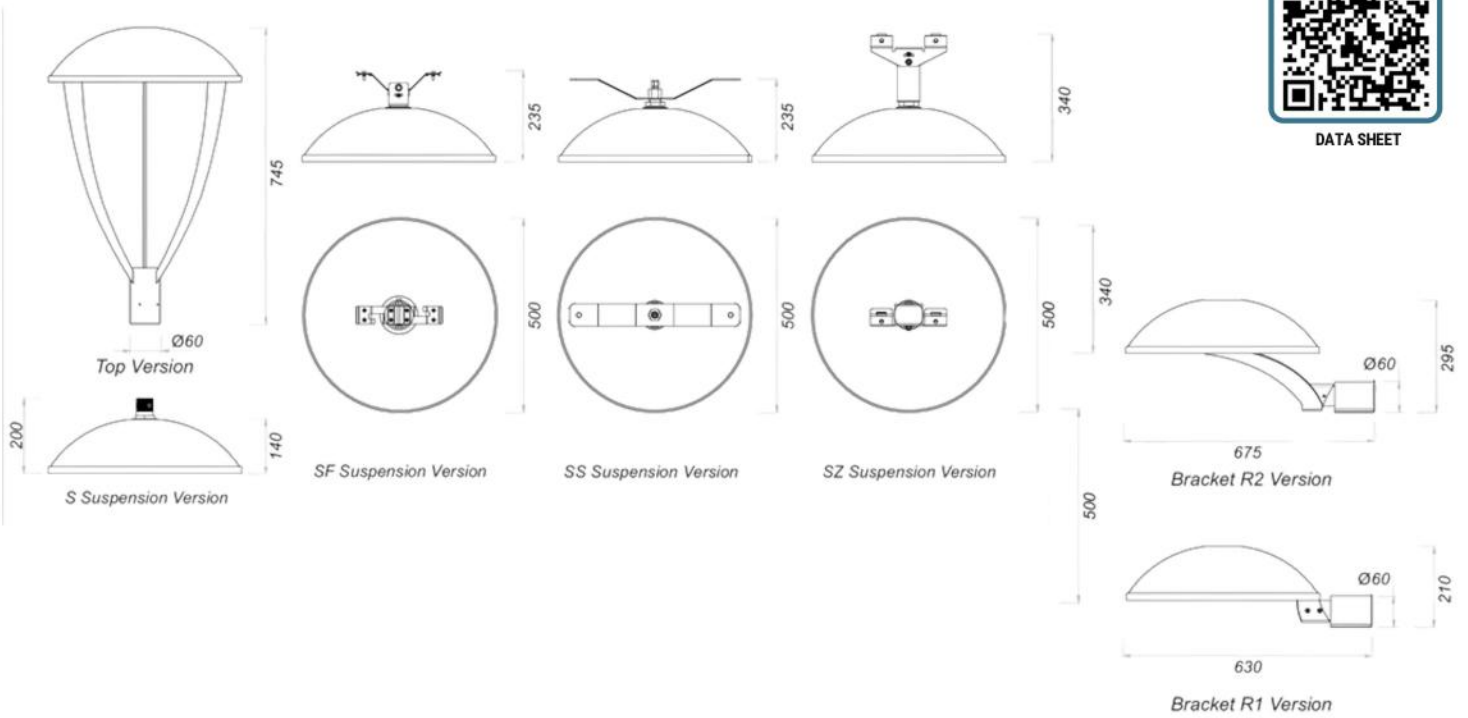 745
Ø60
Top Version
200
140
S Suspension Version
235
500
SF Suspension Version
235
500
SS Suspension Version
340
500
SZ Suspension Version
DATA SHEET
340
500
Ø60
295
675
Bracket R2 Version
Ø60
210
630
Bracket R1 Version